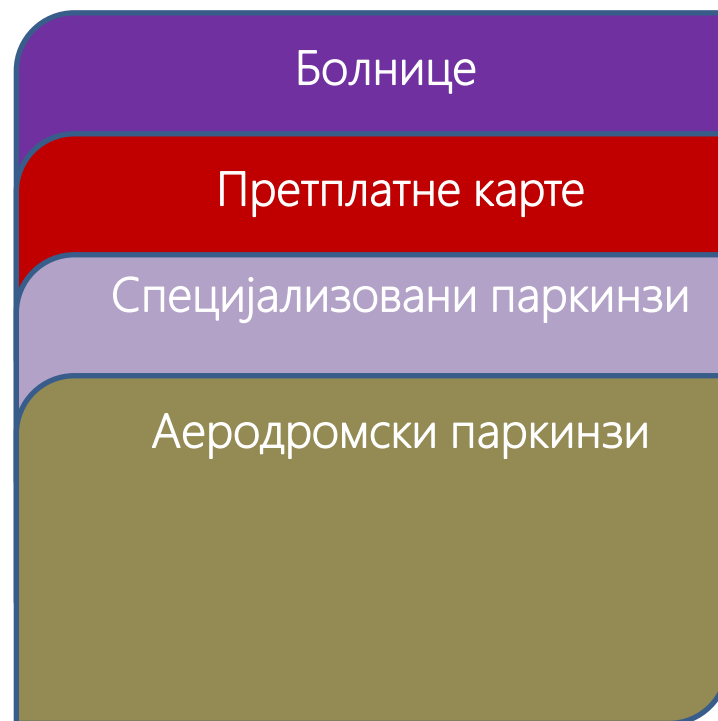 Болнице
Претплатне карте
Специјализовани паркинзи
Аеродромски паркинзи